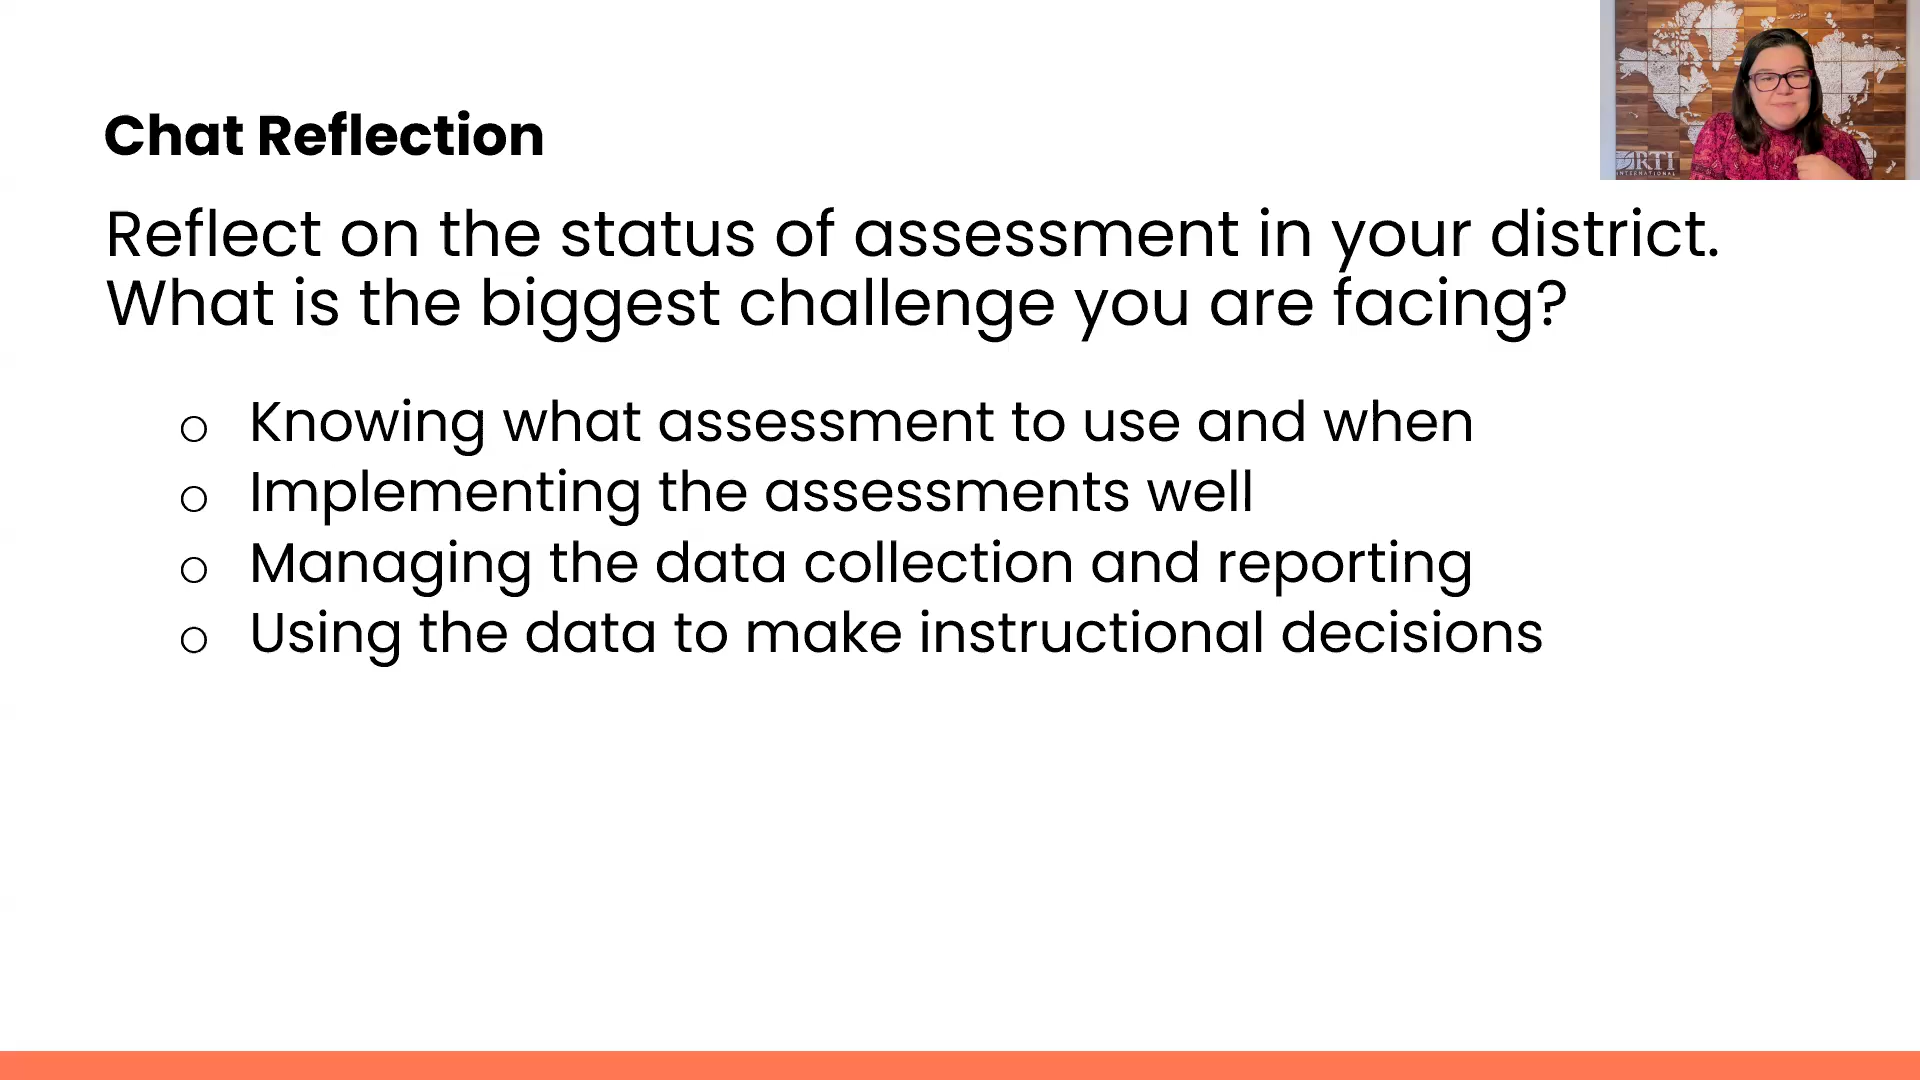 Chat Reflection
Reflect on the status of assessment in your district.
What is the biggest challenge you are facing?
o Knowing what assessment to use and when
o Implementing the assessments well
o Managing the data collection and reporting
o Using the data to make instructional decisions
RTI
INTERNATIONAL